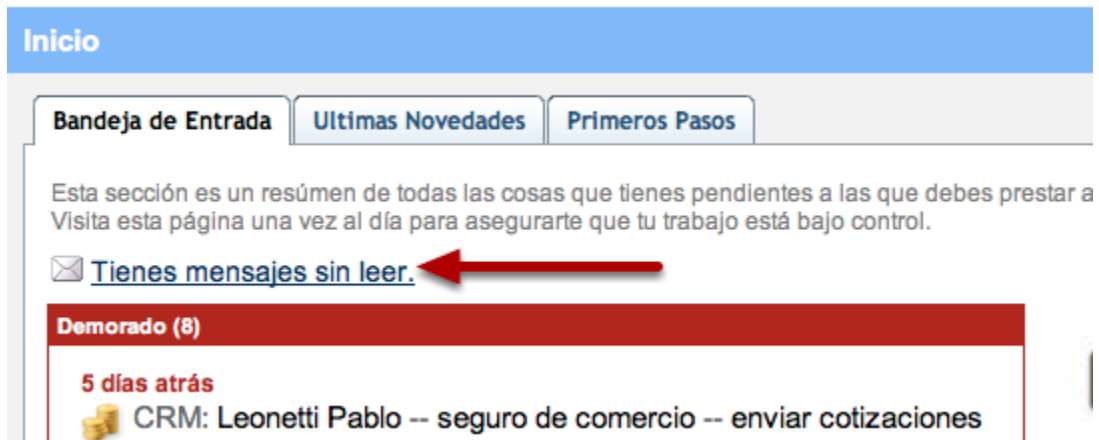 Inicio
Bandeja de Entrada
Ultimas Novedades
Primeros Pasos
Esta sección es un resúmen de todas las cosas que tienes pendientes a las que debes prestar
Visita esta página una vez al día para asegurarte que tu trabajo está bajo control.
Tienes mensajes sin leer.
Demorado (8)
5 días atrás
CRM: Leonetti Pablo -- seguro de comercio -- enviar cotizaciones